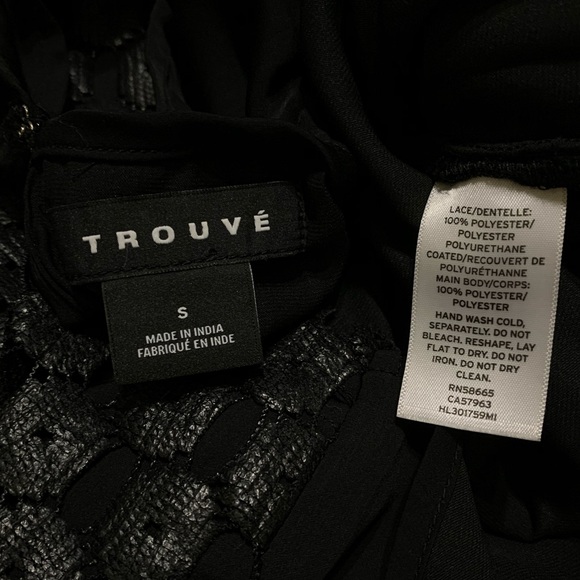 TROUVÉ
S
MADE IN INDIA
FABRIQUÉ EN INDE
LACE/DENTELLE:
100% POLYESTER/
POLYESTER
POLYURETHANE
COATED/RECOUVERT DE
POLYURÉTHANNE
MAIN BODY/CORPS:
100% POLYESTER/
POLYESTER
HAND WASH COLD,
SEPARATELY. DO NOT
BLEACH. RESHAPE, LAY
FLAT TO DRY. DO NOT
IRON. DO NOT DRY
CLEAN.
RN58665
CA57963
HL301759MI